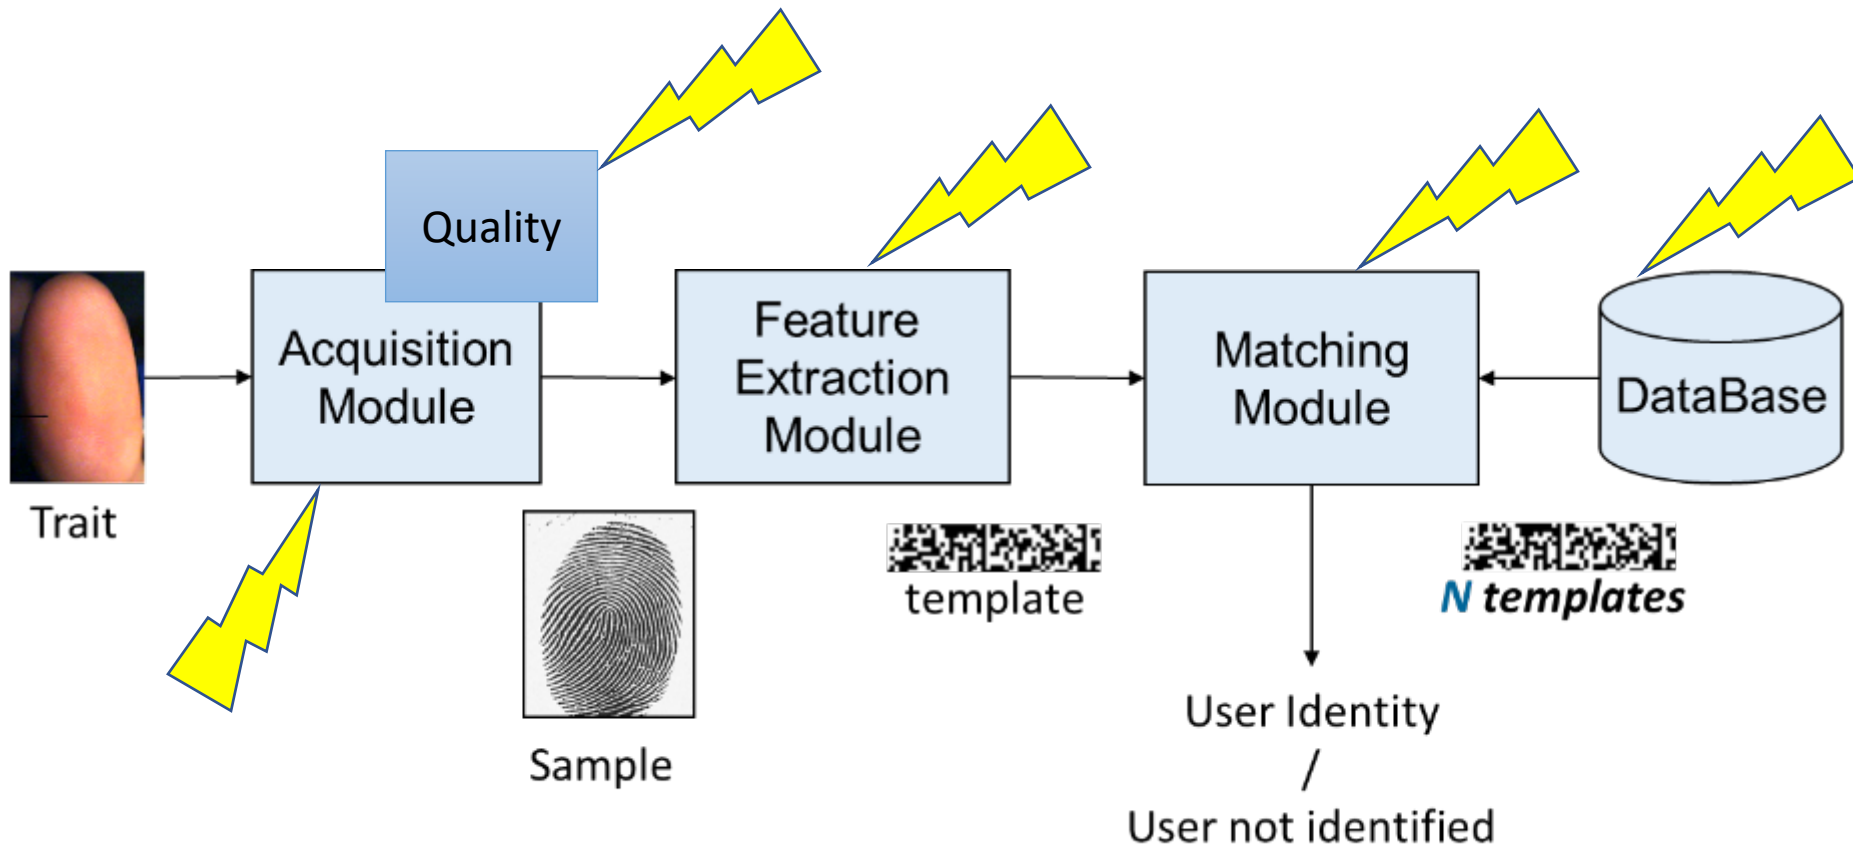 Quality
Acquisition
Module
Feature
Extraction
Module
Matching
Module
DataBase
Trait
Sample
template
N templates
User Identity
/
User not identified